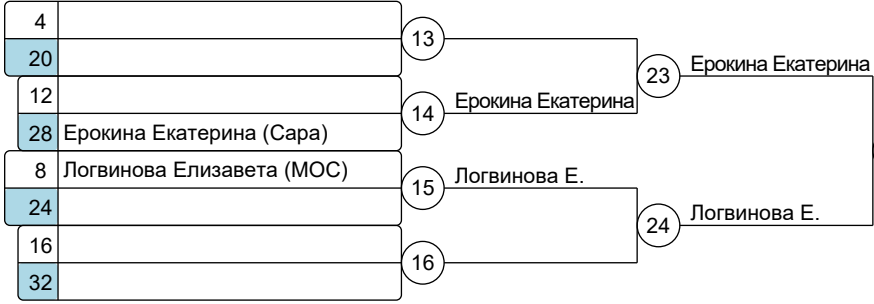 4
13
20
23 Ерокина Екатерина
12
14 Ерокина Екатерина
28 Ерокина Екатерина (Сара)
8 Логвинова Елизавета (МОС)
15 Логвинова Е.
24
24 Логвинова Е.
16
16
32